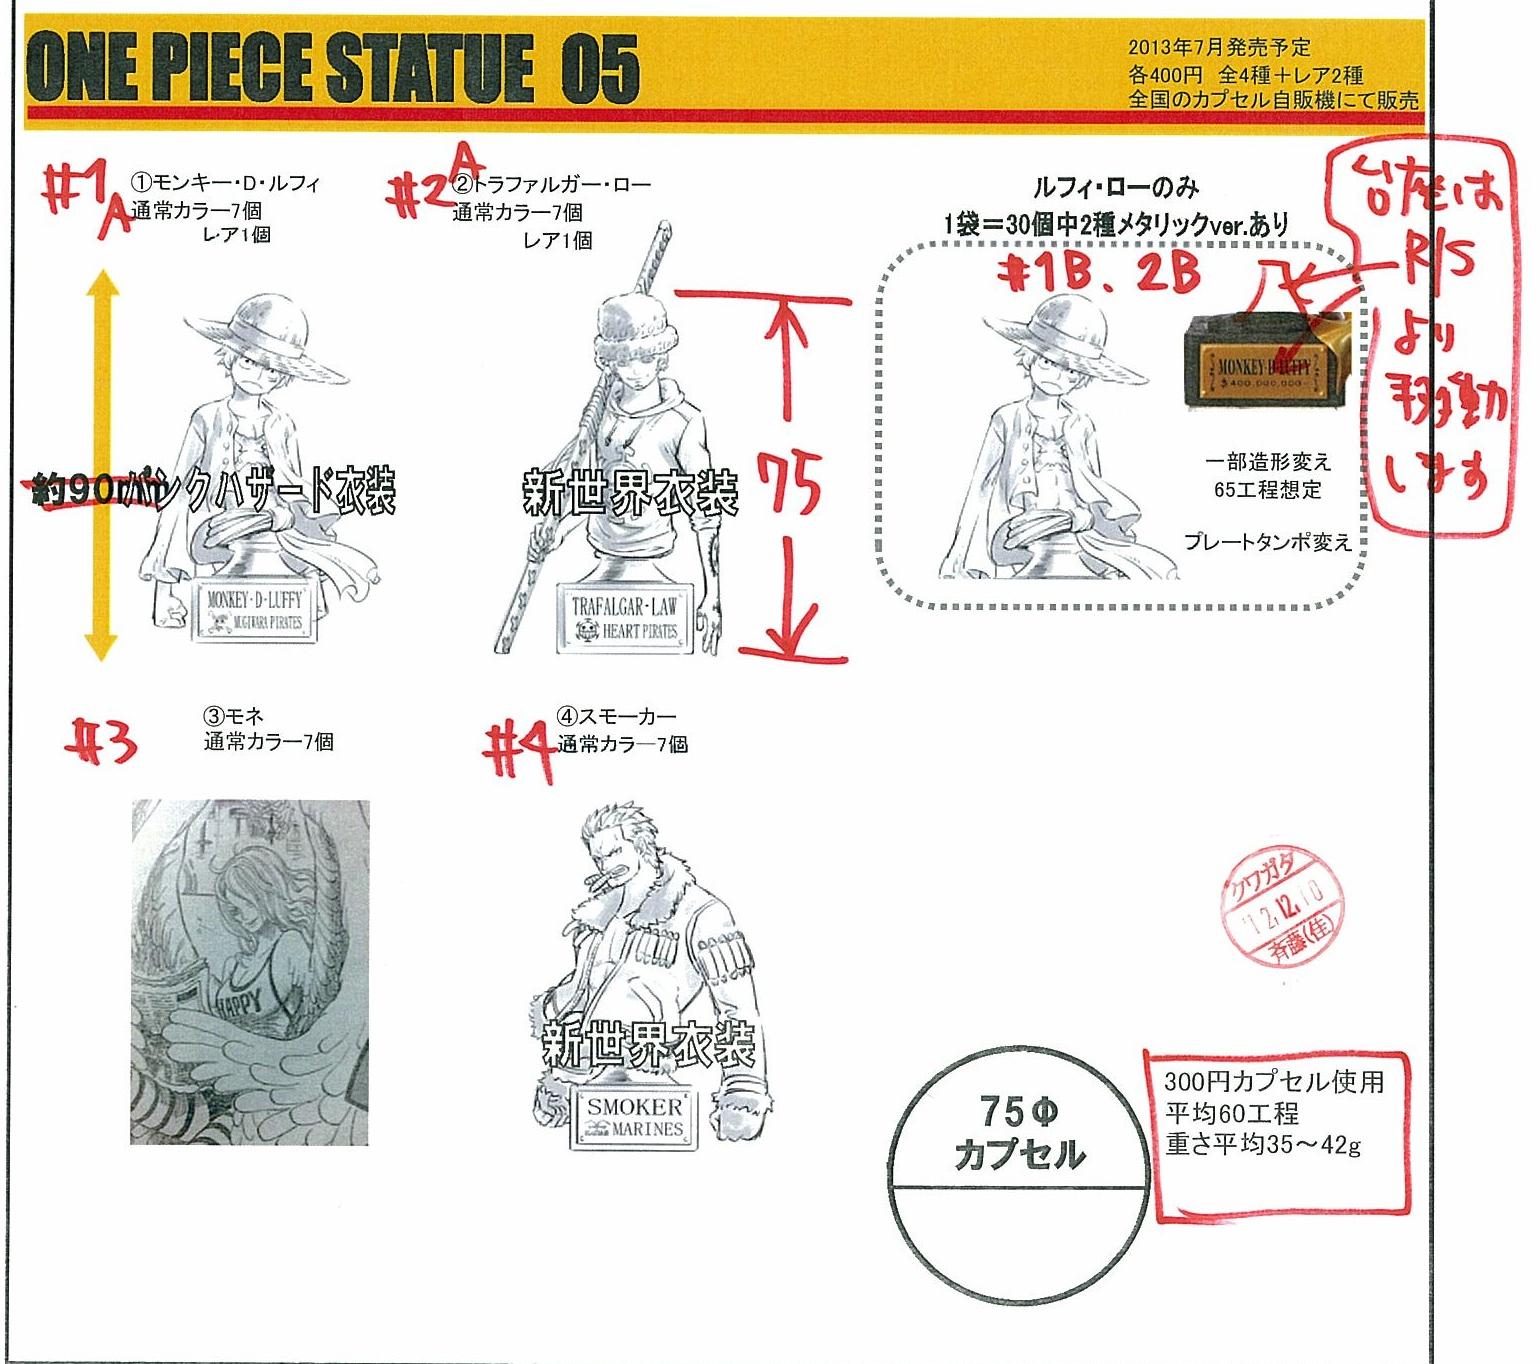 ONE PIECE STATUE 05
2013年7月発売予定
各400円 全4種＋レア2種
全国のカプセル自販機にて販売
#1A
①モンキー・D・ルフィ
通常カラー7個
レア1個
#2A
②トラファルガー・ロー
通常カラー7個
レア1個
ルフィ・ローのみ
1袋＝30個中2種メタリックver.あり
#1B、2B
台座は
R/S
より
移動
します
MONKEY・D・LUFFY
400,000,000
一部造形変え
65工程想定
プレートタンポ変え
約90
パンクハザード衣装
新世界衣装
75
MONKEY・D・LUFFY
MUGIWARA PIRATES
TRAFALGAR・LAW
HEART PIRATES
#3
③モネ
通常カラー7個
#4
④スモーカー
通常カラー7個
HAPPY
新世界衣装
SMOKER
MARINES
クワガタ
'12.12.10
斉藤(佳)
75Φ
カプセル
300円カプセル使用
平均60工程
重さ平均35～42g